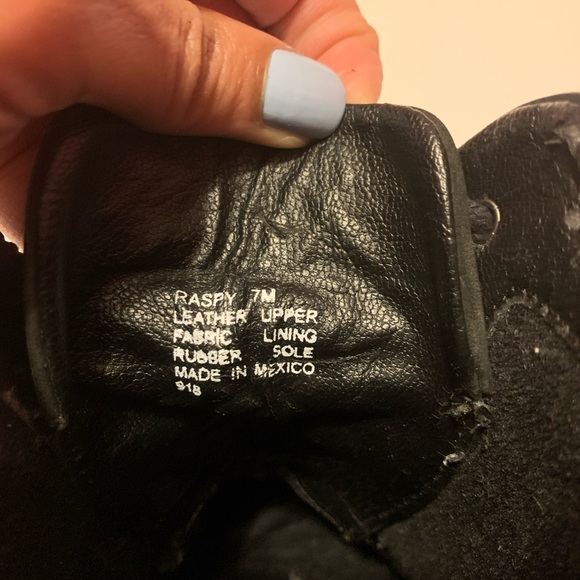 RASPY 7M
LEATHER UPPER
FABRIC LINING
RUBBER SOLE
MADE IN MEXICO
918